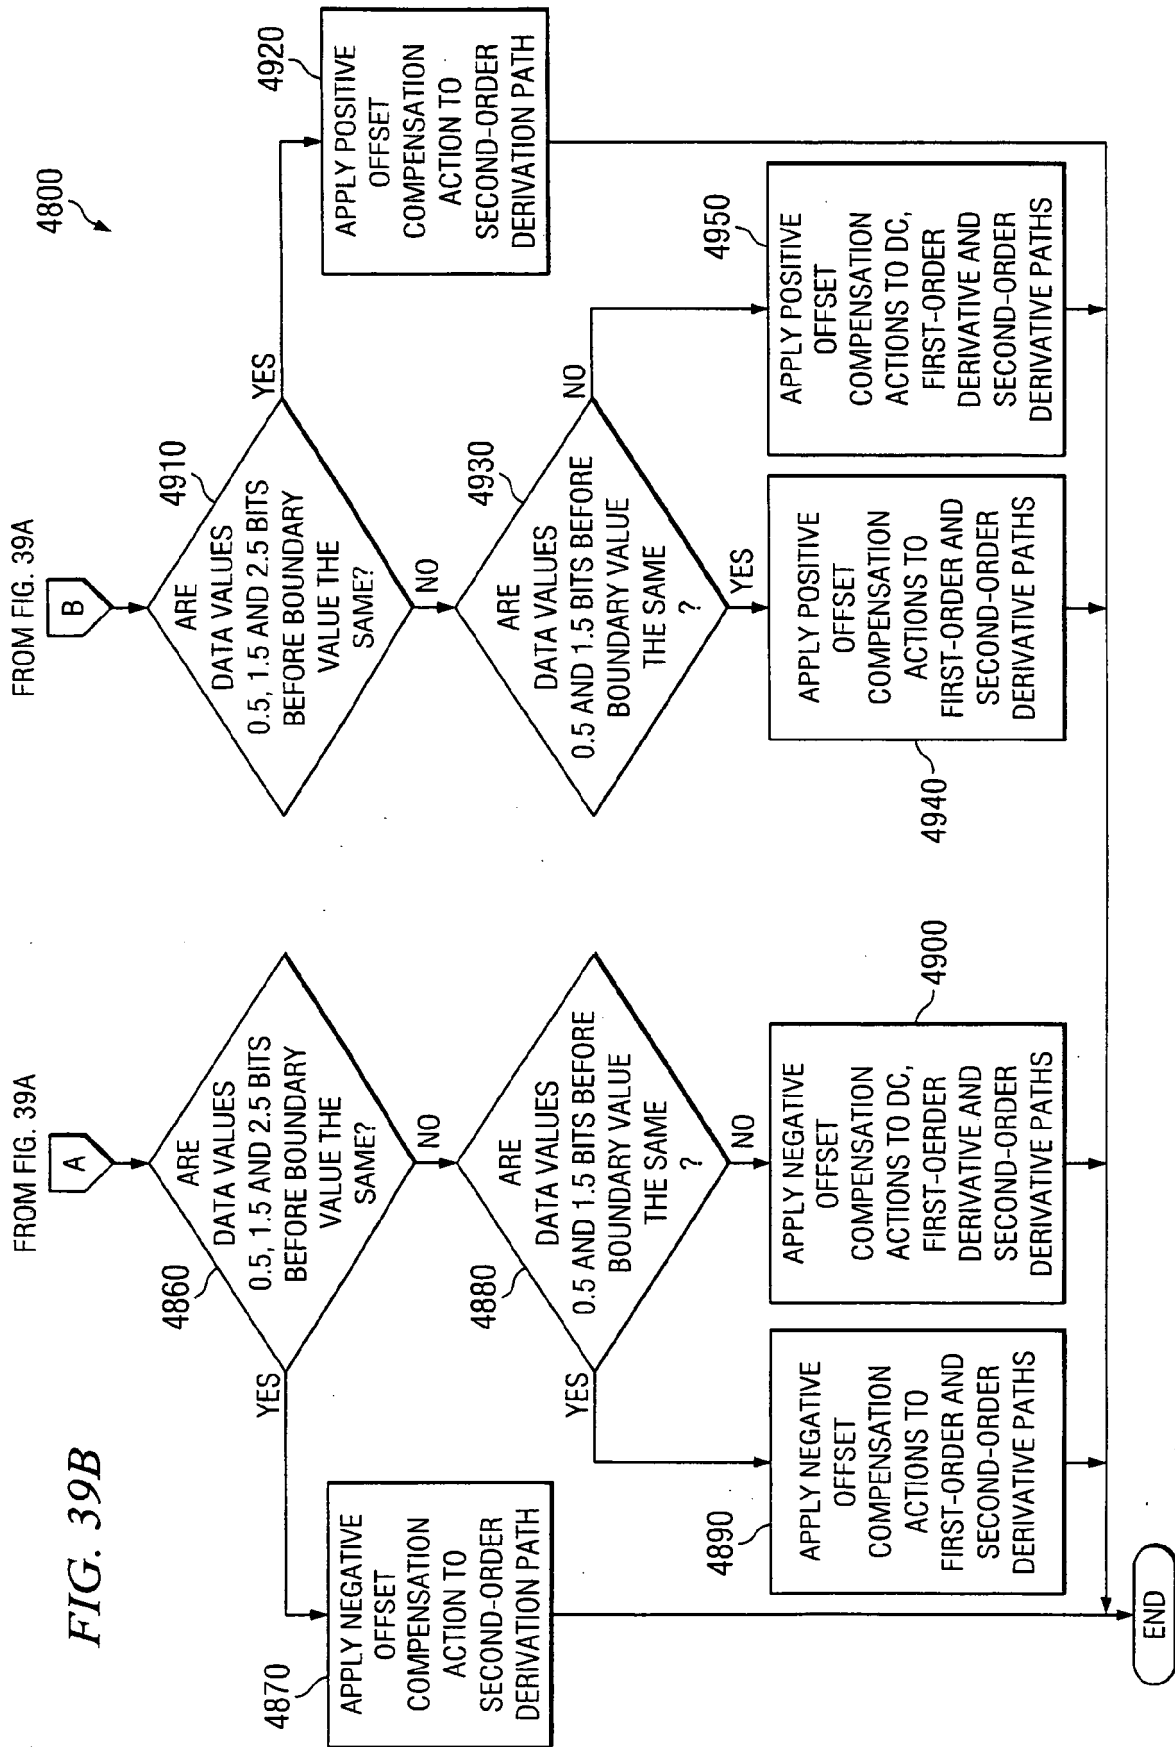 FIG. 39B
4800
FROM FIG. 39A
A
4860
ARE
DATA VALUES
0.5, 1.5 AND 2.5 BITS
BEFORE BOUNDARY
VALUE THE
SAME?
YES
NO
4870
APPLY NEGATIVE
OFFSET
COMPENSATION
ACTION TO
SECOND-ORDER
DERIVATION PATH
4880
ARE
DATA VALUES
0.5 AND 1.5 BITS BEFORE
BOUNDARY VALUE
THE SAME
?
YES
NO
4890
APPLY NEGATIVE
OFFSET
COMPENSATION
ACTIONS TO
FIRST-ORDER AND
SECOND-ORDER
DERIVATIVE PATHS
4900
APPLY NEGATIVE
OFFSET
COMPENSATION
ACTIONS TO DC,
FIRST-OERDER
DERIVATIVE AND
SECOND-ORDER
DERIVATIVE PATHS
FROM FIG. 39A
B
4910
ARE
DATA VALUES
0.5, 1.5 AND 2.5 BITS
BEFORE BOUNDARY
VALUE THE
SAME?
YES
NO
4920
APPLY POSITIVE
OFFSET
COMPENSATION
ACTION TO
SECOND-ORDER
DERIVATION PATH
4930
ARE
DATA VALUES
0.5 AND 1.5 BITS BEFORE
BOUNDARY VALUE
THE SAME
?
NO
YES
4940
APPLY POSITIVE
OFFSET
COMPENSATION
ACTIONS TO
FIRST-ORDER AND
SECOND-ORDER
DERIVATIVE PATHS
4950
APPLY POSITIVE
OFFSET
COMPENSATION
ACTIONS TO DC,
FIRST-ORDER
DERIVATIVE AND
SECOND-ORDER
DERIVATIVE PATHS
END